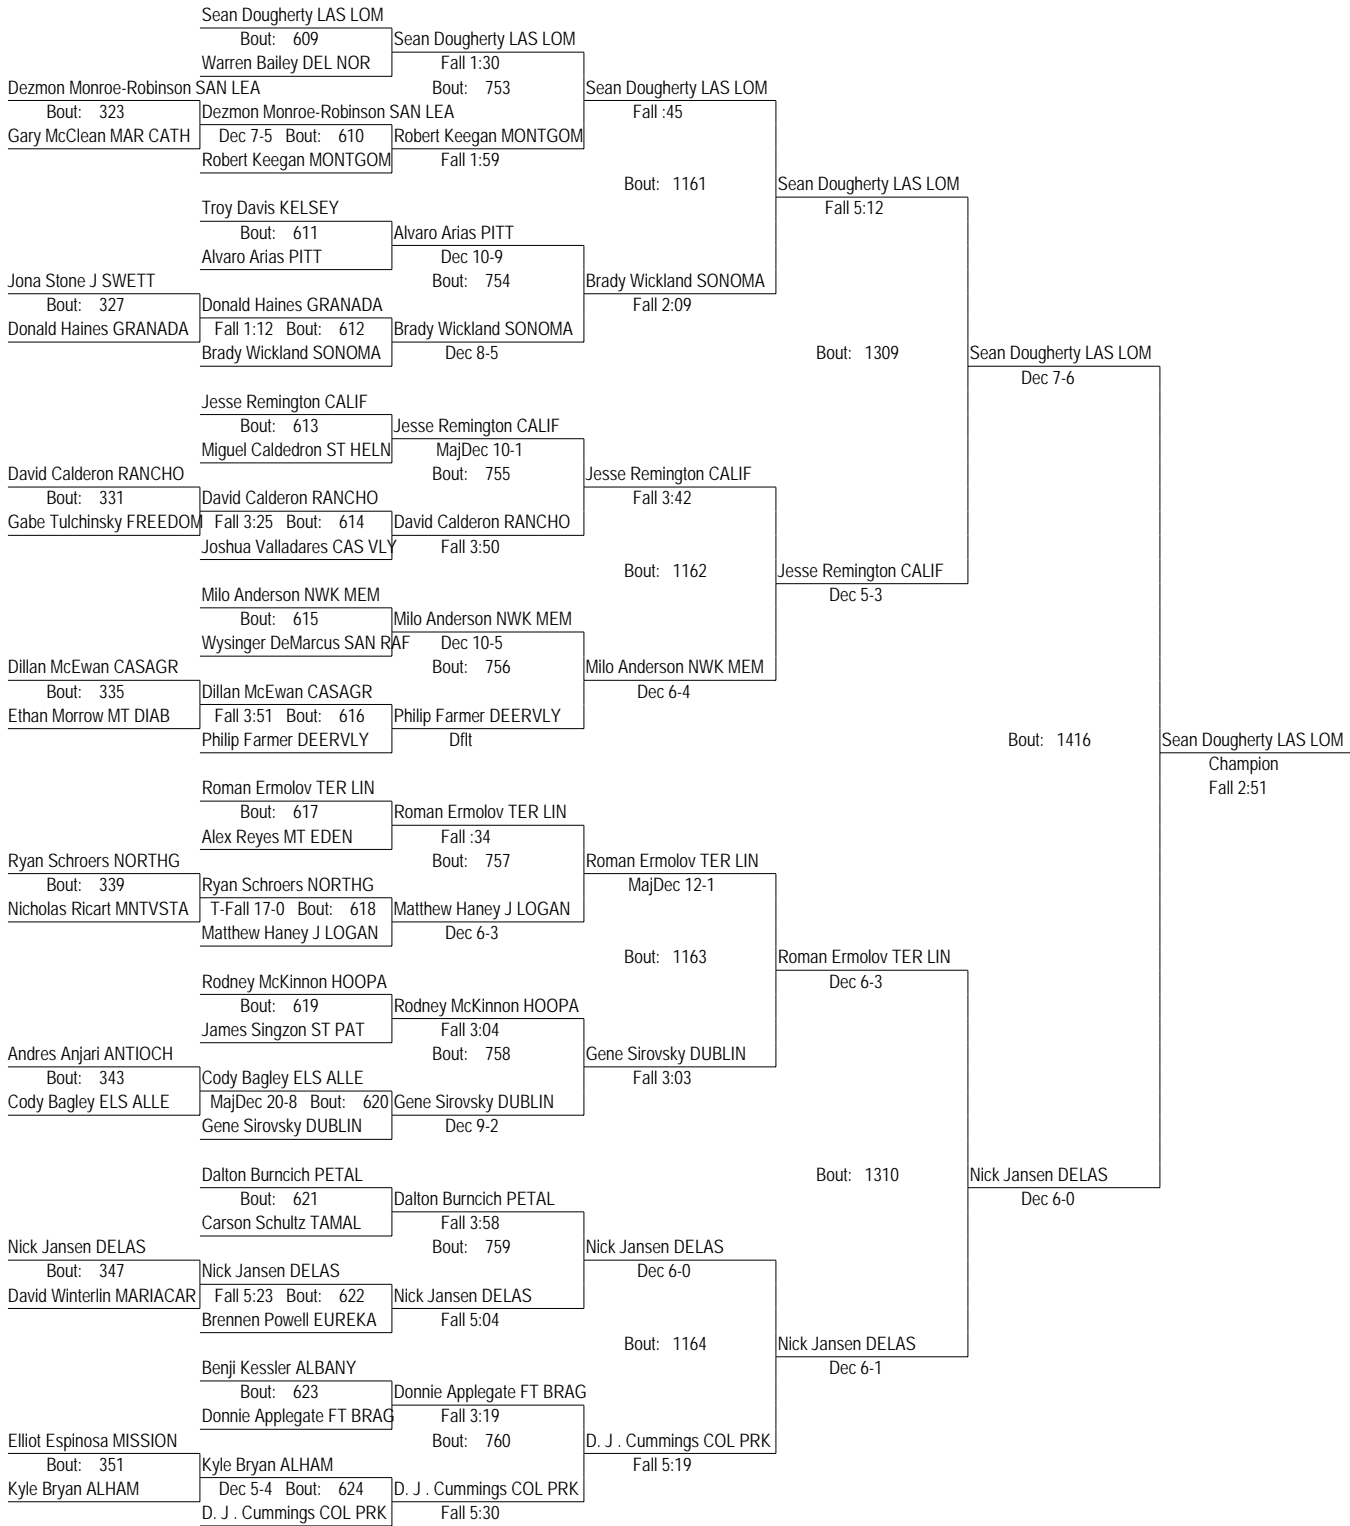 Sean Dougherty LAS LOM
Bout: 609 Sean Dougherty LAS LOM
Warren Bailey DEL NOR Fall 1:30
Dezmon Monroe-Robinson SAN LEA Bout: 753 Sean Dougherty LAS LOM
Bout: 323 Dezmon Monroe-Robinson SAN LEA Fall :45
Gary McClean MAR CATH Dec 7-5 Bout: 610 Robert Keegan MONTGOM
Robert Keegan MONTGOM Fall 1:59
Bout: 1161 Sean Dougherty LAS LOM
Troy Davis KELSEY Fall 5:12
Bout: 611 Alvaro Arias PITT
Alvaro Arias PITT Dec 10-9
Jona Stone J SWETT Bout: 754 Brady Wickland SONOMA
Bout: 327 Donald Haines GRANADA Fall 2:09
Donald Haines GRANADA Fall 1:12 Bout: 612 Brady Wickland SONOMA
Brady Wickland SONOMA Dec 8-5 Bout: 1309 Sean Dougherty LAS LOM
Dec 7-6
Jesse Remington CALIF
Bout: 613 Jesse Remington CALIF
Miguel Caldedron ST HELN MajDec 10-1
David Calderon RANCHO Bout: 755 Jesse Remington CALIF
Bout: 331 David Calderon RANCHO Fall 3:42
Gabe Tulchinsky FREEDOM Fall 3:25 Bout: 614 David Calderon RANCHO
Joshua Valladares CAS VLY Fall 3:50
Bout: 1162 Jesse Remington CALIF
Milo Anderson NWK MEM Dec 5-3
Bout: 615 Milo Anderson NWK MEM
Wysinger DeMarcus SAN RAF Dec 10-5
Dillan McEwan CASAGR Bout: 756 Milo Anderson NWK MEM
Bout: 335 Dillan McEwan CASAGR Dec 6-4
Ethan Morrow MT DIAB Fall 3:51 Bout: 616 Philip Farmer DEERVLY
Philip Farmer DEERVLY Dflt Bout: 1416 Sean Dougherty LAS LOM
Champion
Roman Ermolov TER LIN Fall 2:51
Bout: 617 Roman Ermolov TER LIN
Alex Reyes MT EDEN Fall :34
Ryan Schroers NORTHG Bout: 757 Roman Ermolov TER LIN
Bout: 339 Ryan Schroers NORTHG MajDec 12-1
Nicholas Ricart MNTVSTA T-Fall 17-0 Bout: 618 Matthew Haney J LOGAN
Matthew Haney J LOGAN Dec 6-3
Bout: 1163 Roman Ermolov TER LIN
Rodney McKinnon HOOPA Dec 6-3
Bout: 619 Rodney McKinnon HOOPA
James Singzon ST PAT Fall 3:04
Andres Anjari ANTIOCH Bout: 758 Gene Sirovsky DUBLIN
Bout: 343 Cody Bagley ELS ALLE Fall 3:03
Cody Bagley ELS ALLE MajDec 20-8 Bout: 620 Gene Sirovsky DUBLIN
Gene Sirovsky DUBLIN Dec 9-2
Dalton Burncich PETAL Bout: 1310 Nick Jansen DELAS
Bout: 621 Dalton Burncich PETAL Dec 6-0
Carson Schultz TAMAL Fall 3:58
Nick Jansen DELAS Bout: 759 Nick Jansen DELAS
Bout: 347 Nick Jansen DELAS Dec 6-0
David Winterlin MARIACAR Fall 5:23 Bout: 622 Nick Jansen DELAS
Brennen Powell EUREKA Fall 5:04
Bout: 1164 Nick Jansen DELAS
Benji Kessler ALBANY Dec 6-1
Bout: 623 Donnie Applegate FT BRAG
Donnie Applegate FT BRAG Fall 3:19
Elliot Espinosa MISSION Bout: 760 D. J . Cummings COL PRK
Bout: 351 Kyle Bryan ALHAM Fall 5:19
Kyle Bryan ALHAM Dec 5-4 Bout: 624 D. J . Cummings COL PRK
D. J . Cummings COL PRK Fall 5:30